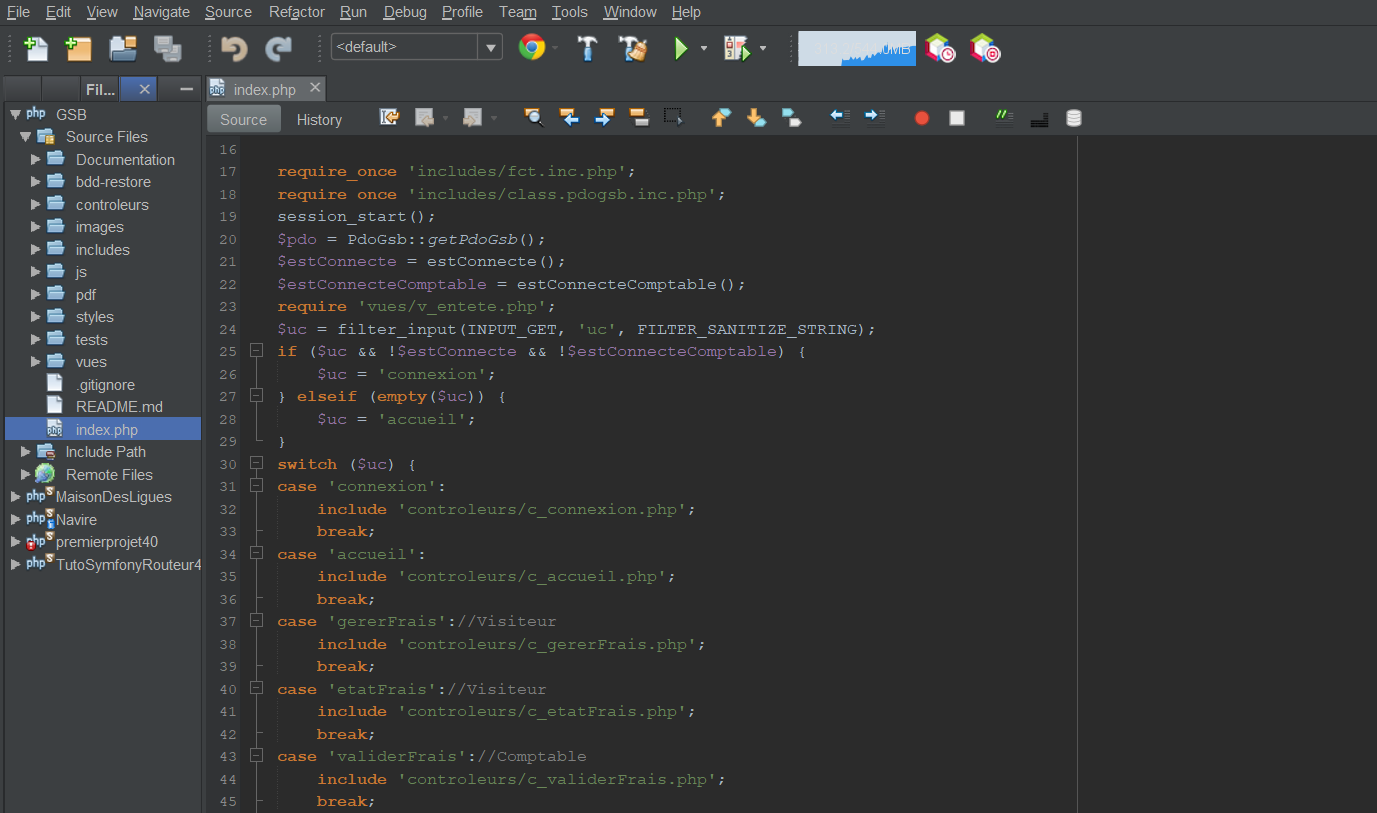 File Edit View Navigate Source Refactor Run Debug Profile Team Tools Window Help
<default>
Fil...
index.php
Source History
GSB
Source Files
Documentation
bdd-restore
controleurs
images
includes
js
pdf
styles
tests
vues
.gitignore
README.md
index.php
Include Path
Remote Files
MaisonDesLigues
Navire
premierprojet40
TutoSymfonyRouteur4
16
17 require_once 'includes/fct.inc.php';
18 require_once 'includes/class.pdogsb.inc.php';
19 session_start();
20 $pdo = PdoGsb::getPdoGsb();
21 $estConnecte = estConnecte();
22 $estConnecteComptable = estConnecteComptable();
23 require 'vues/v_entete.php';
24 $uc = filter_input(INPUT_GET, 'uc', FILTER_SANITIZE_STRING);
25 if ($uc && !$estConnecte && !$estConnecteComptable) {
26 $uc = 'connexion';
27 } elseif (empty($uc)) {
28 $uc = 'accueil';
29 }
30 switch ($uc) {
31 case 'connexion':
32 include 'controleurs/c_connexion.php';
33 break;
34 case 'accueil':
35 include 'controleurs/c_accueil.php';
36 break;
37 case 'gererFrais'://Visiteur
38 include 'controleurs/c_gererFrais.php';
39 break;
40 case 'etatFrais'://Visiteur
41 include 'controleurs/c_etatFrais.php';
42 break;
43 case 'validerFrais'://Comptable
44 include 'controleurs/c_validerFrais.php';
45 break;